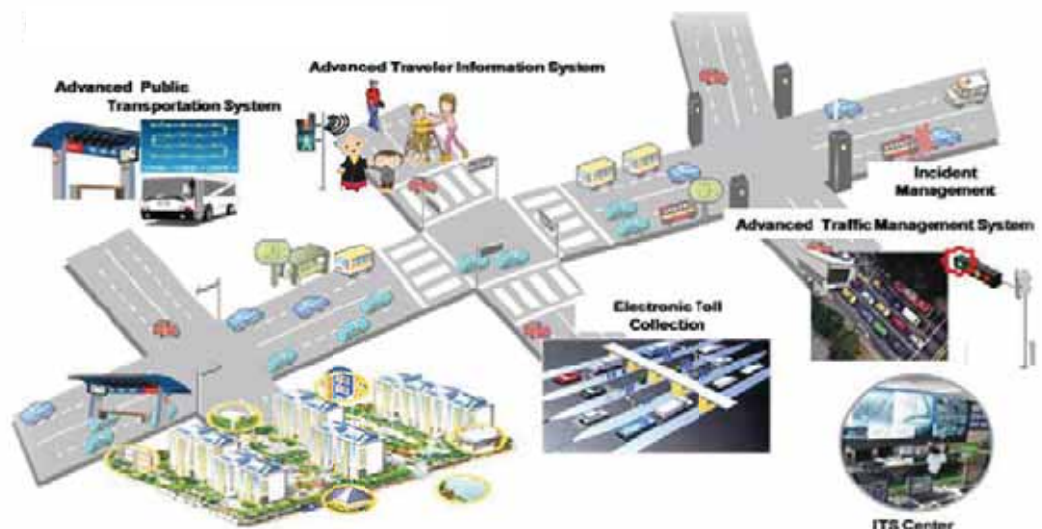 Advanced Traveler Information System
Advanced Public
Transportation System
Incident
Management
Advanced Traffic Management System
Electronic Toll
Collection
ITS Center